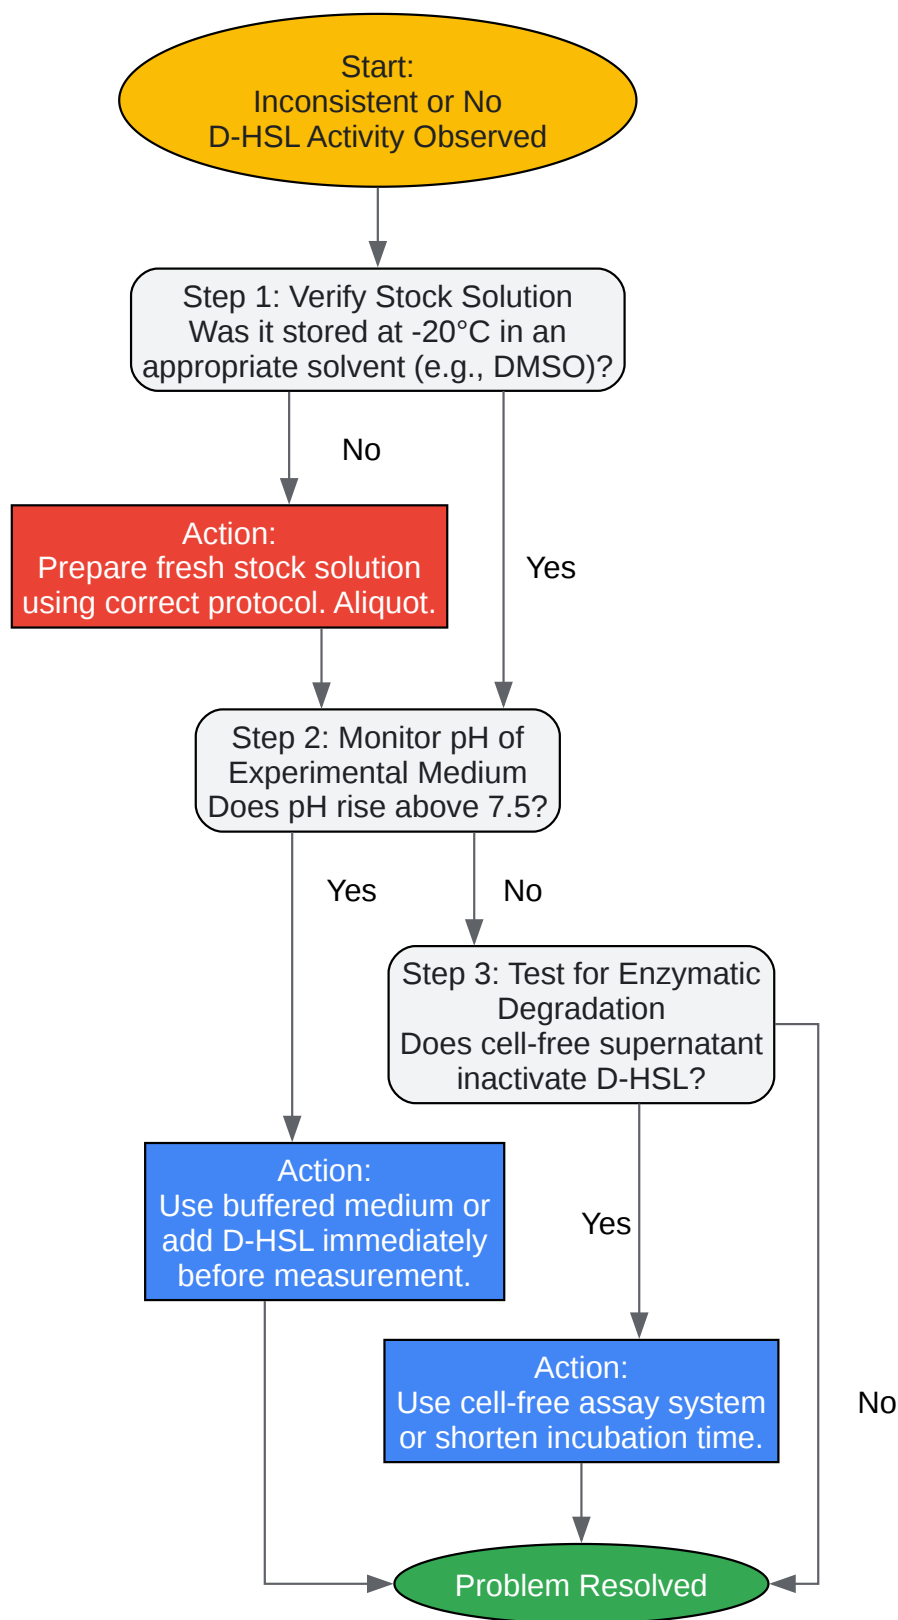 Start:
Inconsistent or No
D-HSL Activity Observed
Step 1: Verify Stock Solution
Was it stored at -20°C in an
appropriate solvent (e.g., DMSO)?
No
Action:
Prepare fresh stock solution
using correct protocol. Aliquot.
Yes
Step 2: Monitor pH of
Experimental Medium
Does pH rise above 7.5?
Yes
No
Step 3: Test for Enzymatic
Degradation
Does cell-free supernatant
inactivate D-HSL?
Action:
Use buffered medium or
add D-HSL immediately
before measurement.
Yes
Action:
Use cell-free assay system
or shorten incubation time.
No
Problem Resolved